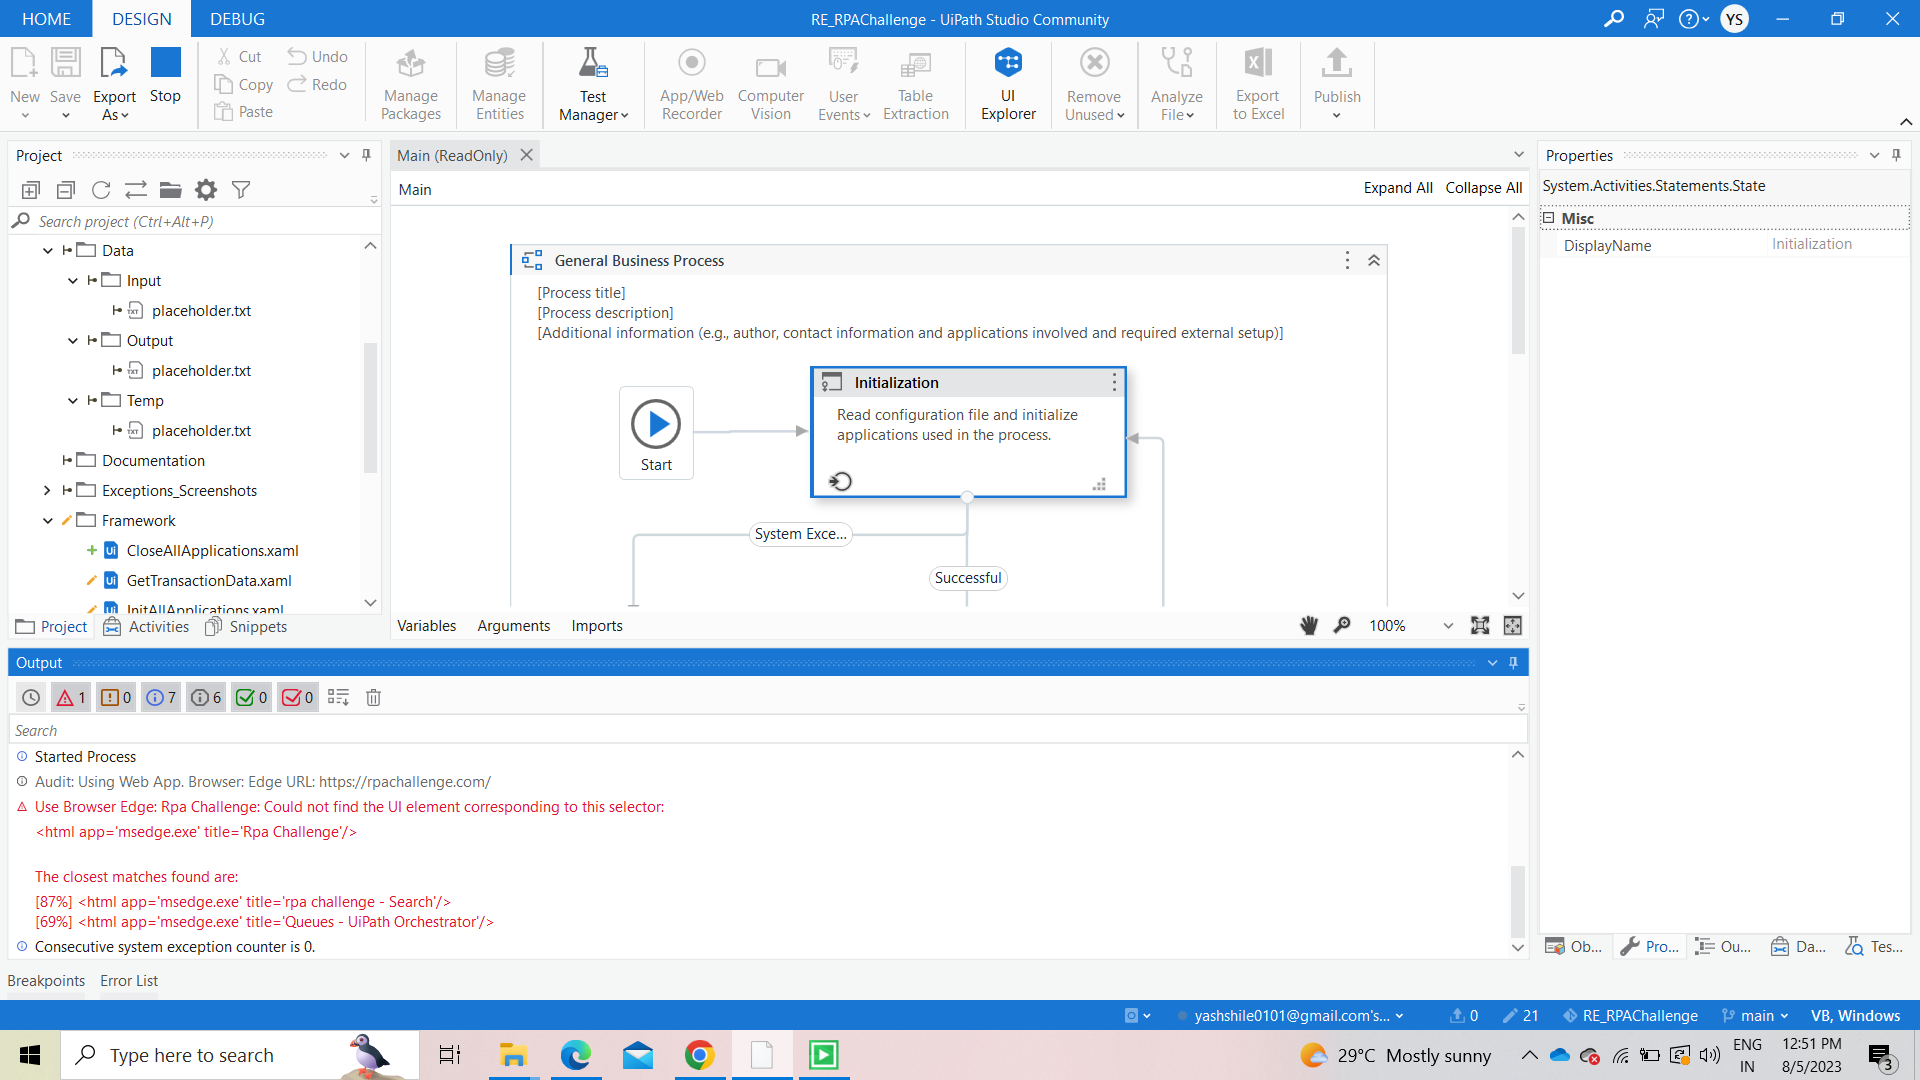 HOME
DESIGN
DEBUG
RE_RPAChallenge - UiPath Studio Community
YS
New
Save
Export As
Stop
Cut
Copy
Paste
Undo
Redo
Manage Packages
Manage Entities
Test Manager
App/Web Recorder
Computer Vision
User Events
Table Extraction
UI Explorer
Remove Unused
Analyze File
Export to Excel
Publish
Project
Search project (Ctrl+Alt+P)
Data
Input
placeholder.txt
Output
placeholder.txt
Temp
placeholder.txt
Documentation
Exceptions_Screenshots
Framework
CloseAllApplications.xaml
GetTransactionData.xaml
InitAllApplications.xaml
Project
Activities
Snippets
Main (ReadOnly)
Main
Expand All
Collapse All
General Business Process
[Process title]
[Process description]
[Additional information (e.g., author, contact information and applications involved and required external setup)]
Start
Initialization
Read configuration file and initialize
applications used in the process.
System Exce...
Successful
Variables
Arguments
Imports
100%
Properties
System.Activities.Statements.State
Misc
DisplayName
Initialization
Ob...
Pro...
Ou...
Da...
Tes...
Output
1
0
7
6
0
0
Search
Started Process
Audit: Using Web App. Browser: Edge URL: https://rpachallenge.com/
Use Browser Edge: Rpa Challenge: Could not find the UI element corresponding to this selector:
<html app='msedge.exe' title='Rpa Challenge'/>
The closest matches found are:
[87%] <html app='msedge.exe' title='rpa challenge - Search'/>
[69%] <html app='msedge.exe' title='Queues - UiPath Orchestrator'/>
Consecutive system exception counter is 0.
Breakpoints
Error List
yashshile0101@gmail.com's...
0
21
RE_RPAChallenge
main
VB, Windows
Type here to search
29°C Mostly sunny
ENG
IN
12:51 PM
8/5/2023
3